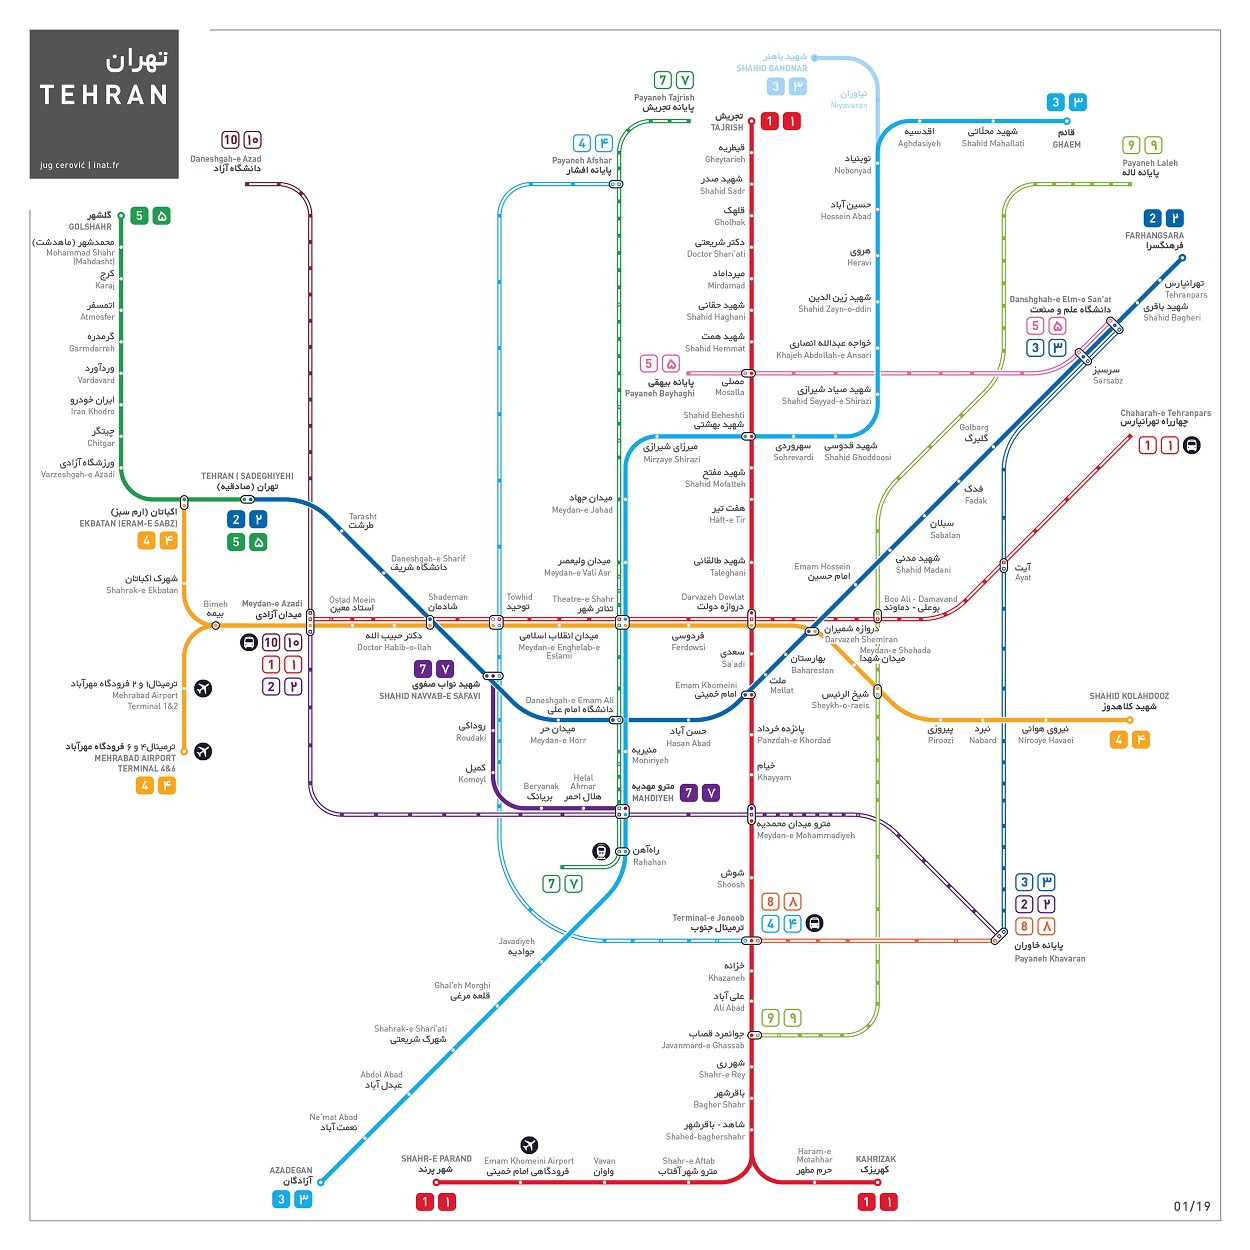 تهران
TEHRAN
jug cerović | inat.fr
10 ۱۰
Daneshgah-e Azad
دانشگاه آزاد
گلشهر
GOLSHAHR
5 ۵
محمدشهر (ماهدشت)
Mohammad Shahr
(Mahdasht)
کرج
Karaj
اتمسفر
Atmosfer
گرمدره
Garmdarreh
وردآورد
Vardavard
ایران خودرو
Iran Khodro
چیتگر
Chitgar
ورزشگاه آزادی
Varzeshgah-e Azadi
TEHRAN ( SADEGHIYEH)
تهران (صادقیه)
2 ۲
5 ۵
اکباتان (ارم سبز)
EKBATAN (ERAM-E SABZ)
4 ۴
شهرک اکباتان
Shahrak-e Ekbatan
Bimeh
بیمه
Meydan-e Azadi
میدان آزادی
10 ۱۰
1 ۱
2 ۲
ترمینال۱ و ۲ فرودگاه مهرآباد
Mehrabad Airport
Terminal 1&2
ترمینال۴ و ۶ فرودگاه مهرآباد
MEHRABAD AIRPORT
TERMINAL 4&6
4 ۴
Tarasht
طرشت
Daneshgah-e Sharif
دانشگاه شریف
Ostad Moein
استاد معین
Shademan
شادمان
دکتر حبیب الله
Doctor Habib-o-llah
Towhid
توحید
Theatre-e Shahr
تئاتر شهر
میدان انقلاب اسلامی
Meydan-e Enghelab-e
Eslami
فردوسی
Ferdowsi
7 ۷
شهید نواب صفوی
SHAHID NAVVAB-E SAFAVI
رودکی
Roudaki
کمیل
Komeyl
Beryanak
بریانک
Helal
Ahmar
هلال احمر
Daneshgah-e Emam Ali
دانشگاه امام علی
میدان حر
Meydan-e Horr
حسن آباد
Hasan Abad
منیریه
Moniriyeh
مترو مهدیه
MAHDIYEH
7 ۷
راه‌آهن
Rahahan
7 ۷
Javadiyeh
جوادیه
Ghal'eh Morghi
قلعه مرغی
Shahrak-e Shari'ati
شهرک شریعتی
Abdol Abad
عبدل آباد
Ne'mat Abad
نعمت آباد
AZADEGAN
آزادگان
3 ۳
7 ۷
Payaneh Tajrish
پایانه تجریش
4 ۴
Payaneh Afshar
پایانه افشار
تجریش
TAJRISH
1 ۱
قیطریه
Gheytarieh
شهید صدر
Shahid Sadr
قلهک
Gholhak
دکتر شریعتی
Doctor Shari'ati
میرداماد
Mirdamad
شهید حقانی
Shahid Haghani
شهید همت
Shahid Hemmat
5 ۵
پایانه بیهقی
Payaneh Beyhaghi
مصلی
Mosalla
Shahid Beheshti
شهید بهشتی
میرزای شیرازی
Mirzaye Shirazi
شهید مفتح
Shahid Mofatteh
هفت تیر
Haft-e Tir
میدان جهاد
Meydan-e Jahad
میدان ولیعصر
Meydan-e Vali Asr
شهید طالقانی
Taleghani
Darvazeh Dowlat
دروازه دولت
سعدی
Sa'adi
Emam Khomeini
امام خمینی
پانزده خرداد
Panzdah-e Khordad
خیام
Khayyam
مترو میدان محمدیه
Meydan-e Mohammadiyeh
شوش
Shoosh
8 ۸
4 ۴
Terminal-e Jonoob
ترمینال جنوب
خزانه
Khazaneh
علی آباد
Ali Abad
9 ۹
جوانمرد قصاب
Javanmard-e Ghassab
شهر ری
Shahr-e Rey
باقرشهر
Bagher Shahr
شاهد - باقرشهر
Shahed-baghershahr
SHAHR-E PARAND
شهر پرند
1 ۱
Emam Khomeini Airport
فرودگاهی امام خمینی
Vavan
واوان
Shahr-e Aftab
مترو شهر آفتاب
Haram-e
Motahhar
حرم مطهر
KAHRIZAK
کهریزک
1 ۱
شهید باهنر
SHAHID BAHONAR
3 ۳
نیاوران
Niyavaran
اقدسیه
Aghdasiyeh
شهید محلاتی
Shahid Mahallati
3 ۳
قائم
GHAEM
نوبنیاد
Nobonyad
حسین آباد
Hossein Abad
هروی
Heravi
شهید زین الدین
Shahid Zayn-o-ddin
خواجه عبدالله انصاری
Khajeh Abdollah-e Ansari
شهید صیاد شیرازی
Shahid Sayyad-e Shirazi
شهید قدوسی
Shahid Ghoddoosi
سهروردی
Sohrevardi
9 ۹
Payaneh Laleh
پایانه لاله
2 ۲
FARHANGSARA
فرهنگسرا
تهرانپارس
Tehranpars
شهید باقری
Shahid Bagheri
Danshghah-e Elm-o San'at
دانشگاه علم و صنعت
5 ۵
3 ۳
سرسبز
Sarsabz
Golbarg
گلبرگ
فدک
Fadak
سبلان
Sabalan
شهید مدنی
Shahid Madani
Emam Hossein
امام حسین
Chaharah-e Tehranpars
چهارراه تهرانپارس
1 ۱
آیت
Ayat
Boo Ali - Damavand
بوعلی - دماوند
دروازه شمیران
Darvazeh Shemiran
Meydan-e Shohada
میدان شهدا
بهارستان
Baharestan
ملت
Mellat
شیخ الرئیس
Sheykh-o-raeis
پیروزی
Piroozi
نبرد
Nabard
نیروی هوائی
Nirooye Havaei
SHAHID KOLAHDOOZ
شهید کلاهدوز
4 ۴
3 ۳
2 ۲
8 ۸
پایانه خاوران
Payaneh Khavaran
01/19